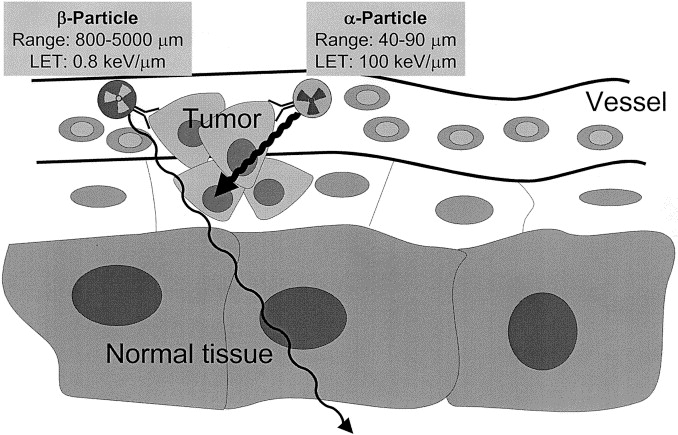 β-Particle
Range: 800-5000 μm
LET: 0.8 keV/μm
α-Particle
Range: 40-90 μm
LET: 100 keV/μm
Vessel
Tumor
Normal tissue